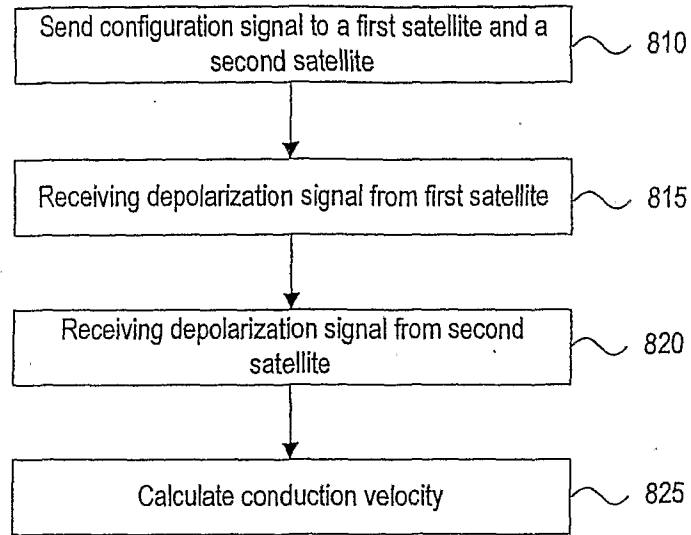 Send configuration signal to a first satellite and a
second satellite
810
Receiving depolarization signal from first satellite
815
Receiving depolarization signal from second
satellite
820
Calculate conduction velocity
825